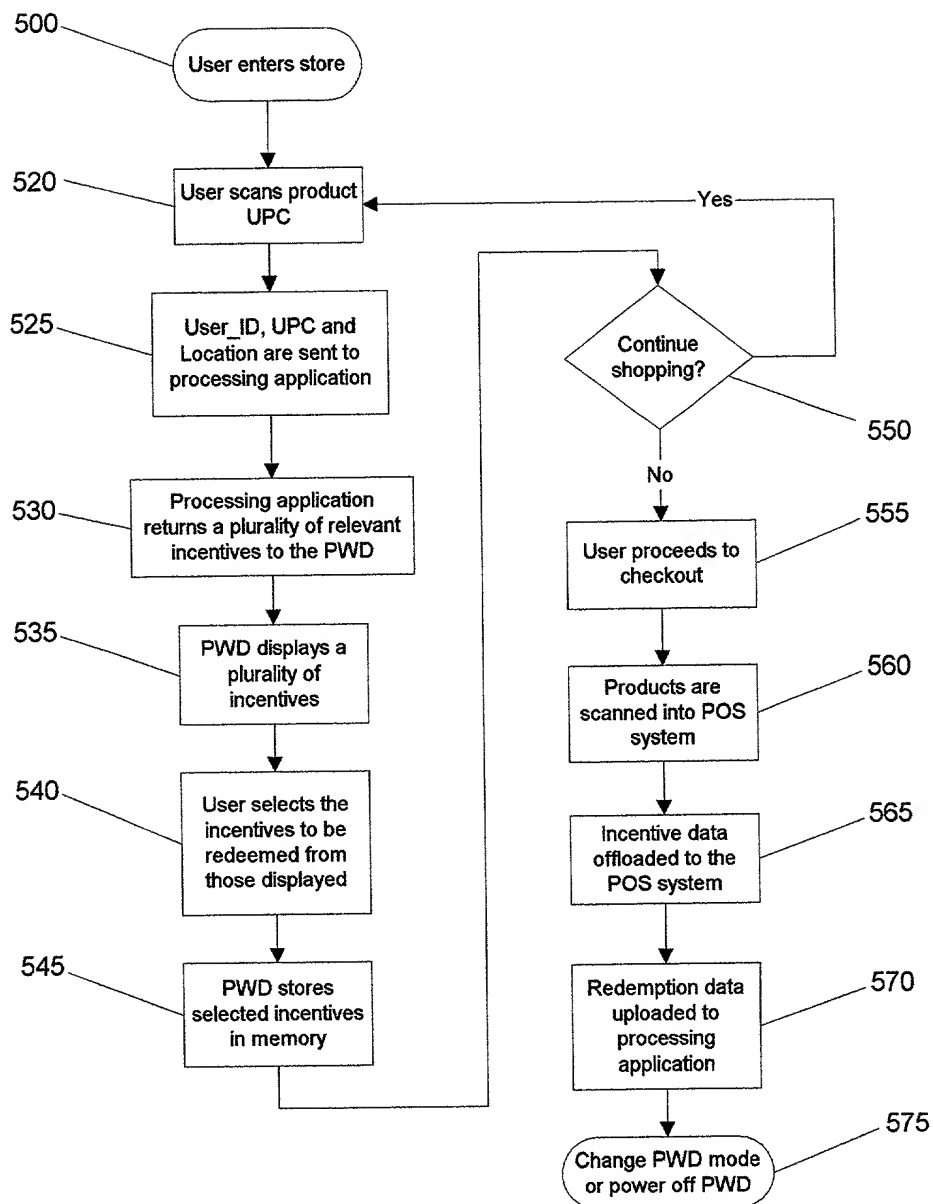 500
User enters store
520
User scans product
UPC
525
User_ID, UPC and
Location are sent to
processing application
530
Processing application
returns a plurality of relevant
incentives to the PWD
535
PWD displays a
plurality of
incentives
540
User selects the
incentives to be
redeemed from
those displayed
545
PWD stores
selected incentives
in memory
Yes
Continue
shopping?
550
No
555
User proceeds to
checkout
560
Products are
scanned into POS
system
565
Incentive data
offloaded to the
POS system
570
Redemption data
uploaded to
processing
application
575
Change PWD mode
or power off PWD